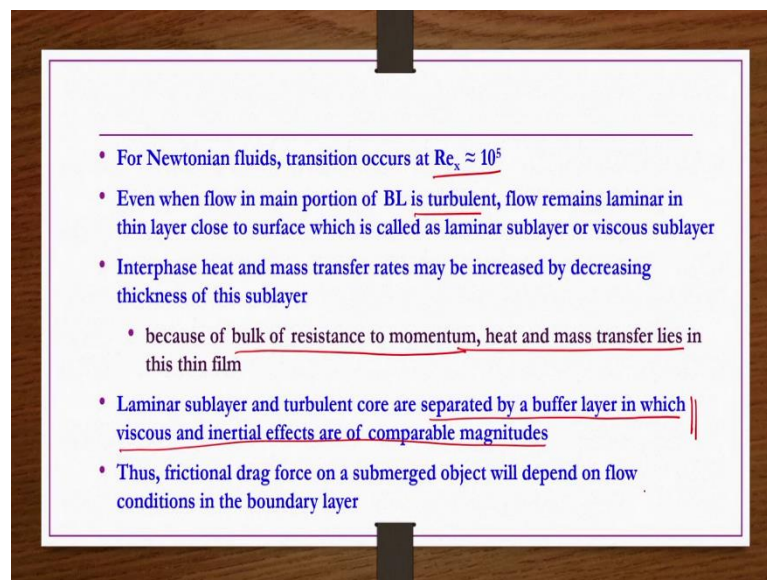 • For Newtonian fluids, transition occurs at Reₓ ≈ 10⁵
• Even when flow in main portion of BL is turbulent, flow remains laminar in
thin layer close to surface which is called as laminar sublayer or viscous sublayer
• Interphase heat and mass transfer rates may be increased by decreasing
thickness of this sublayer
• because of bulk of resistance to momentum, heat and mass transfer lies in
this thin film
• Laminar sublayer and turbulent core are separated by a buffer layer in which
viscous and inertial effects are of comparable magnitudes
• Thus, frictional drag force on a submerged object will depend on flow
conditions in the boundary layer